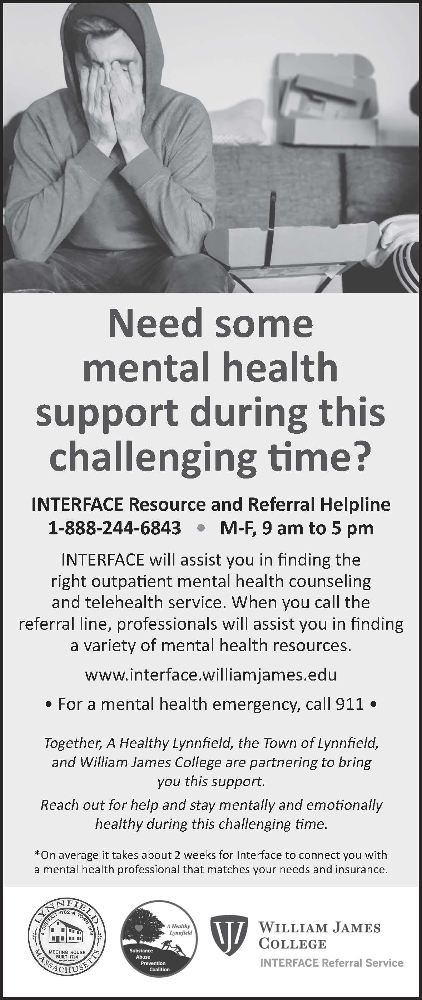 Need some
mental health
support during this
challenging time?
INTERFACE Resource and Referral Helpline
1-888-244-6843 • M-F, 9 am to 5 pm
INTERFACE will assist you in finding the
right outpatient mental health counseling
and telehealth service. When you call the
referral line, professionals will assist you in finding
a variety of mental health resources.
www.interface.williamjames.edu
• For a mental health emergency, call 911 •
Together, A Healthy Lynnfield, the Town of Lynnfield,
and William James College are partnering to bring
you this support.
Reach out for help and stay mentally and emotionally
healthy during this challenging time.
*On average it takes about 2 weeks for Interface to connect you with
a mental health professional that matches your needs and insurance.
LYNNFIELD
A DISTRICT 1782-A TOWN 1814
MEETING HOUSE
BUILT 1714
MASSACHUSETTS
A Healthy
Lynnfield
Substance
Abuse
Prevention
Coalition
WJ
WILLIAM JAMES
COLLEGE
INTERFACE Referral Service